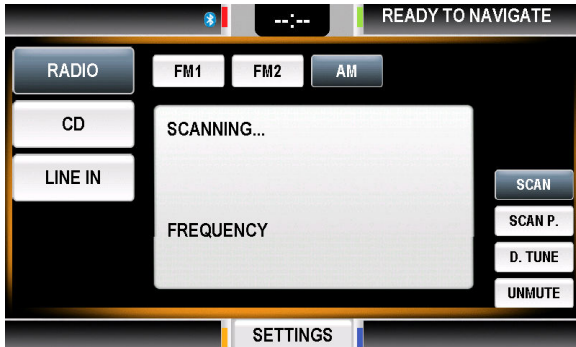 --:--
READY TO NAVIGATE
RADIO
FM1
FM2
AM
CD
SCANNING...
LINE IN
SCAN
FREQUENCY
SCAN P.
D. TUNE
UNMUTE
SETTINGS